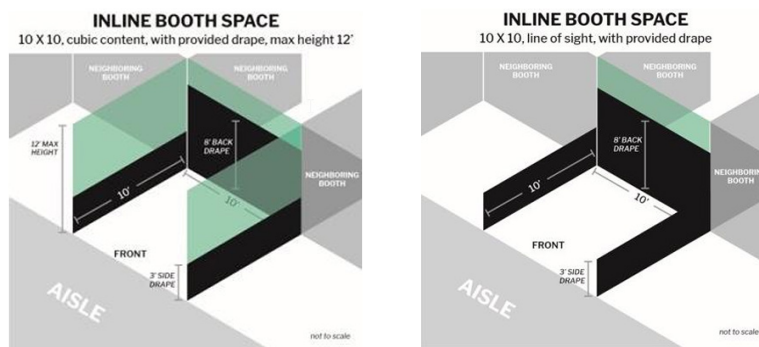 INLINE BOOTH SPACE
10 X 10, cubic content, with provided drape, max height 12'
NEIGHBORING
BOOTH
NEIGHBORING
BOOTH
12' MAX
HEIGHT
8' BACK
DRAPE
NEIGHBORING
BOOTH
10'
10'
FRONT
3' SIDE
DRAPE
AISLE
not to scale
INLINE BOOTH SPACE
10 X 10, line of sight, with provided drape
NEIGHBORING
BOOTH
NEIGHBORING
BOOTH
8' BACK
DRAPE
NEIGHBORIN
BOOTH
10'
10'
FRONT
3' SIDE
DRAPE
AISLE
not to scale